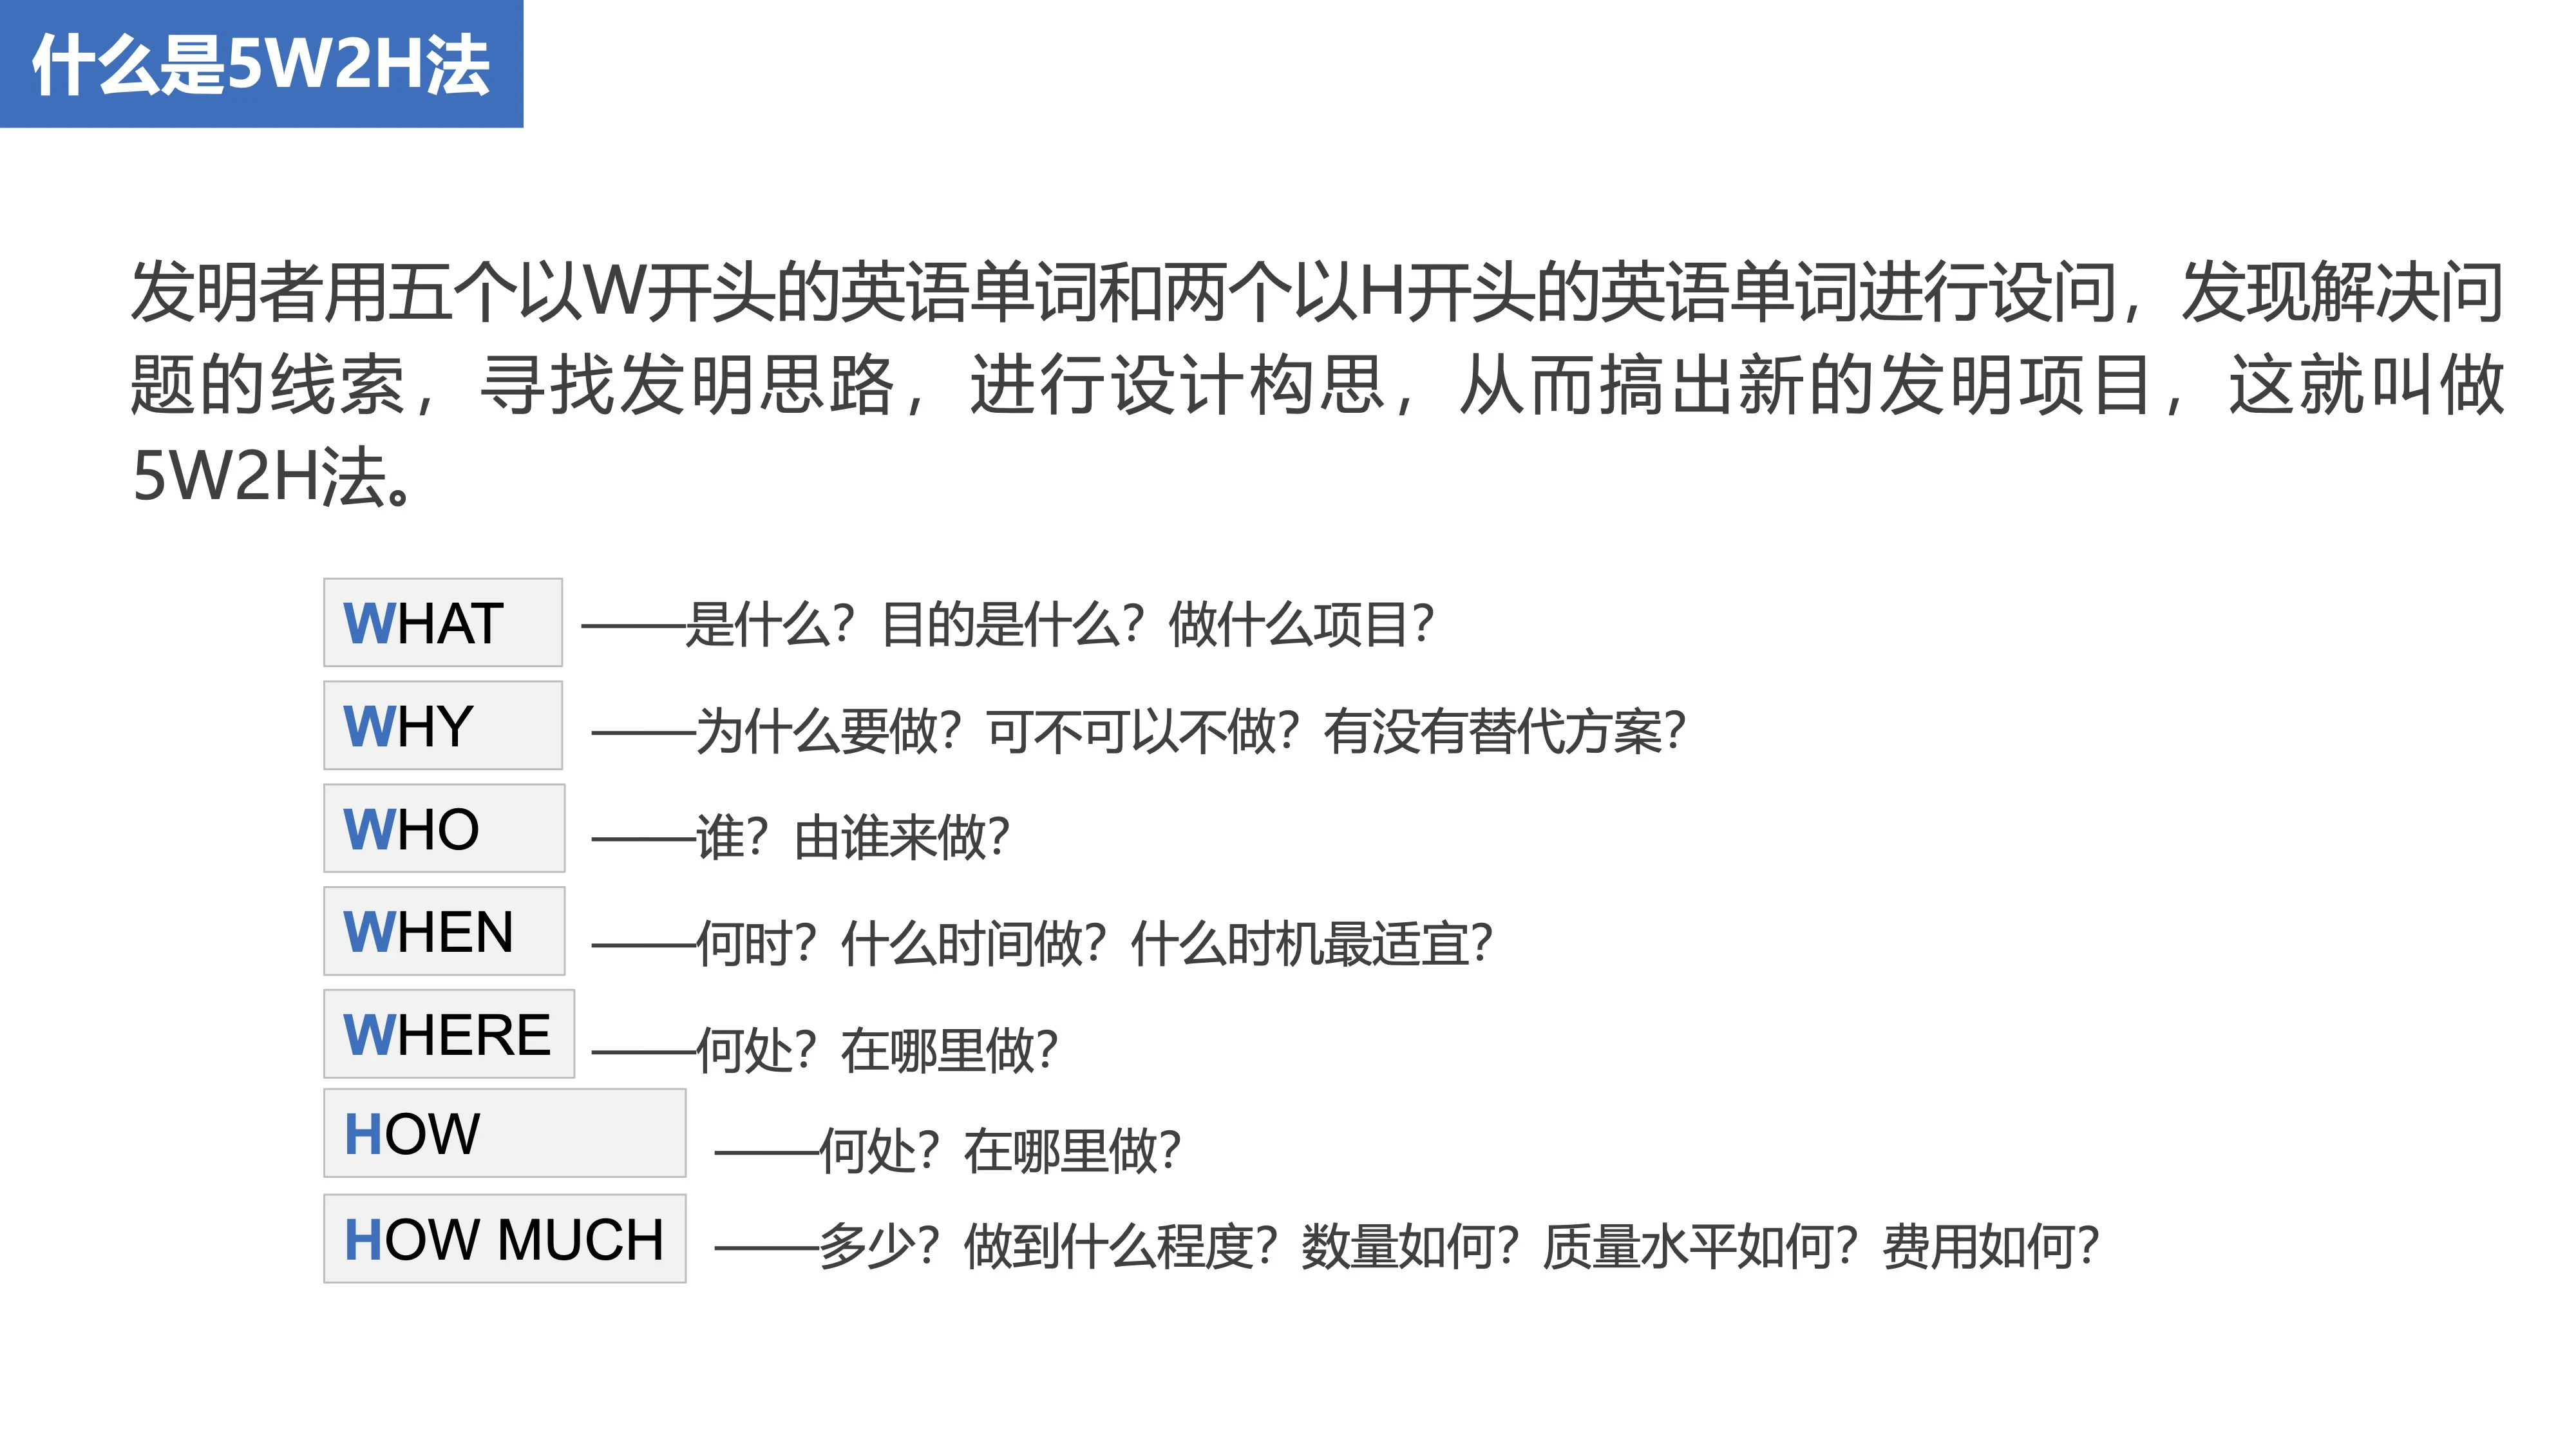 什么是5W2H法
发明者用五个以W开头的英语单词和两个以H开头的英语单词进行设问，发现解决问
题的线索，寻找发明思路，进行设计构思，从而搞出新的发明项目，这就叫做
5W2H法。
WHAT ——是什么？目的是什么？做什么项目？
WHY ——为什么要做？可不可以不做？有没有替代方案？
WHO ——谁？由谁来做？
WHEN ——何时？什么时间做？什么时机最适宜？
WHERE ——何处？在哪里做？
HOW ——何处？在哪里做？
HOW MUCH ——多少？做到什么程度？数量如何？质量水平如何？费用如何？